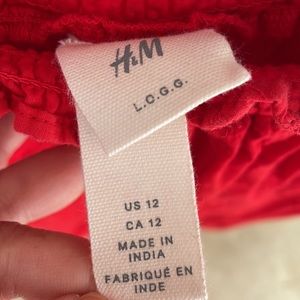 H&M
L.O.G.G.
US 12
CA 12
MADE IN
INDIA
FABRIQUÉ EN
INDE